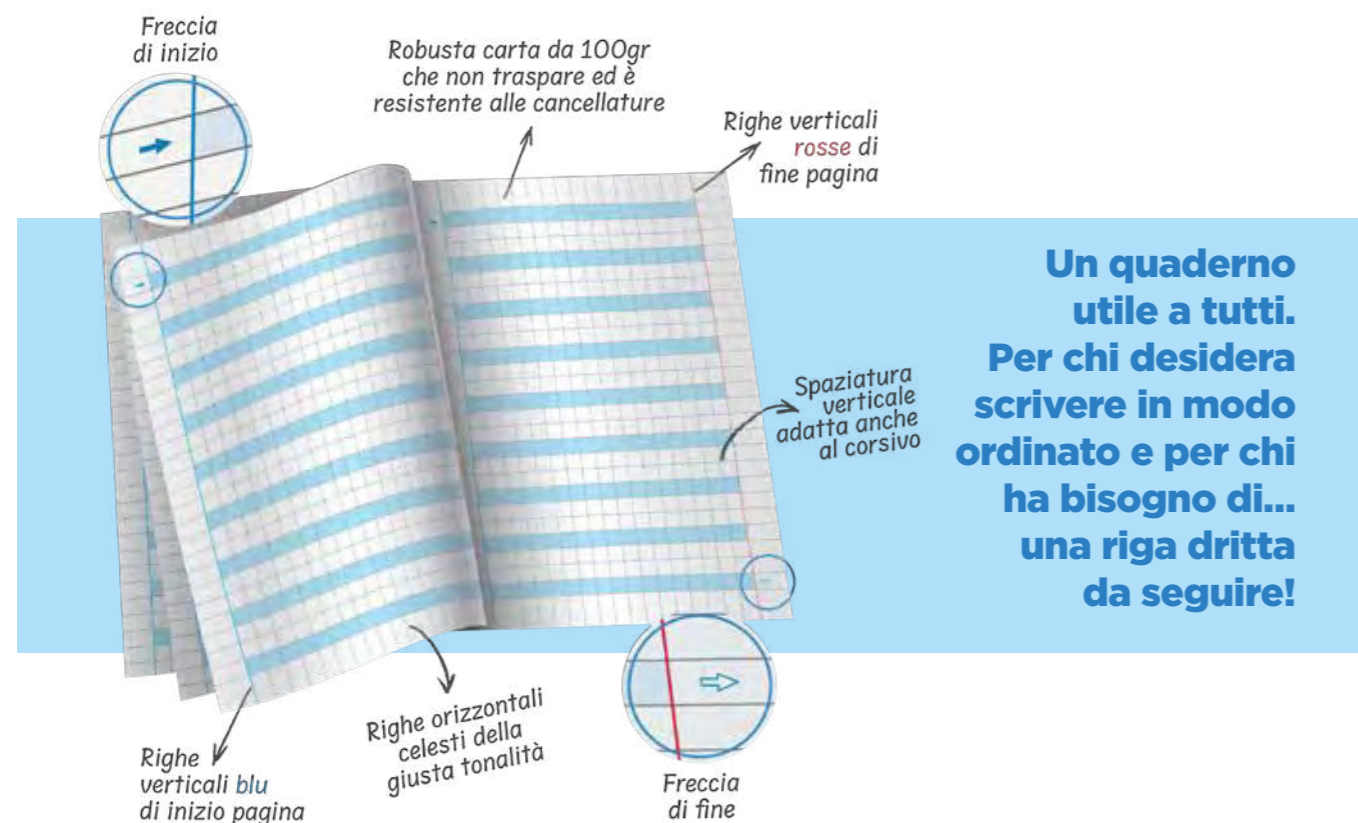 Freccia
di inizio
Robusta carta da 100gr
che non traspare ed è
resistente alle cancellature
Righe verticali
rosse di
fine pagina
Un quaderno
utile a tutti.
Per chi desidera
scrivere in modo
ordinato e per chi
ha bisogno di...
una riga dritta
da seguire!
Spaziatura
verticale
adatta anche
al corsivo
Righe orizzontali
celesti della
giusta tonalità
Righe
verticali blu
di inizio pagina
Freccia
di fine